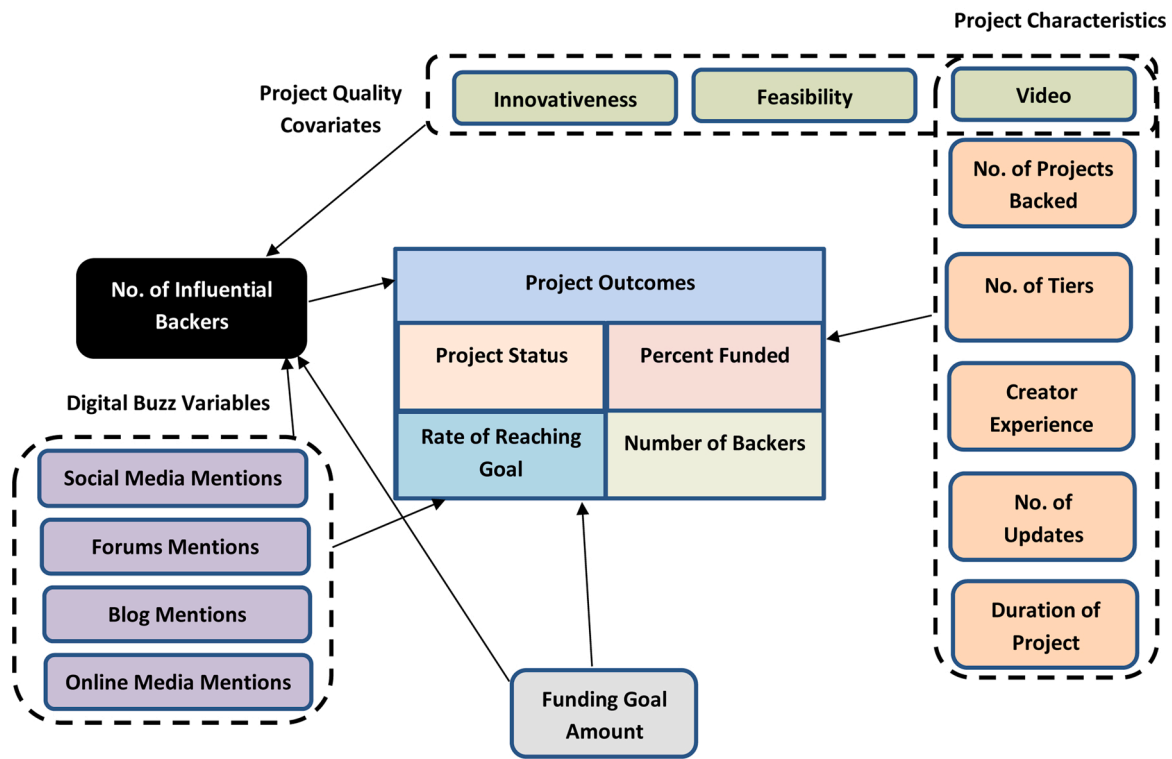 Project Characteristics
Project Quality
Covariates
Innovativeness
Feasibility
Video
No. of Projects
Backed
No. of Tiers
Creator
Experience
No. of
Updates
Duration of
Project
No. of Influential
Backers
Project Outcomes
Project Status
Percent Funded
Rate of Reaching
Goal
Number of Backers
Digital Buzz Variables
Social Media Mentions
Forums Mentions
Blog Mentions
Online Media Mentions
Funding Goal
Amount